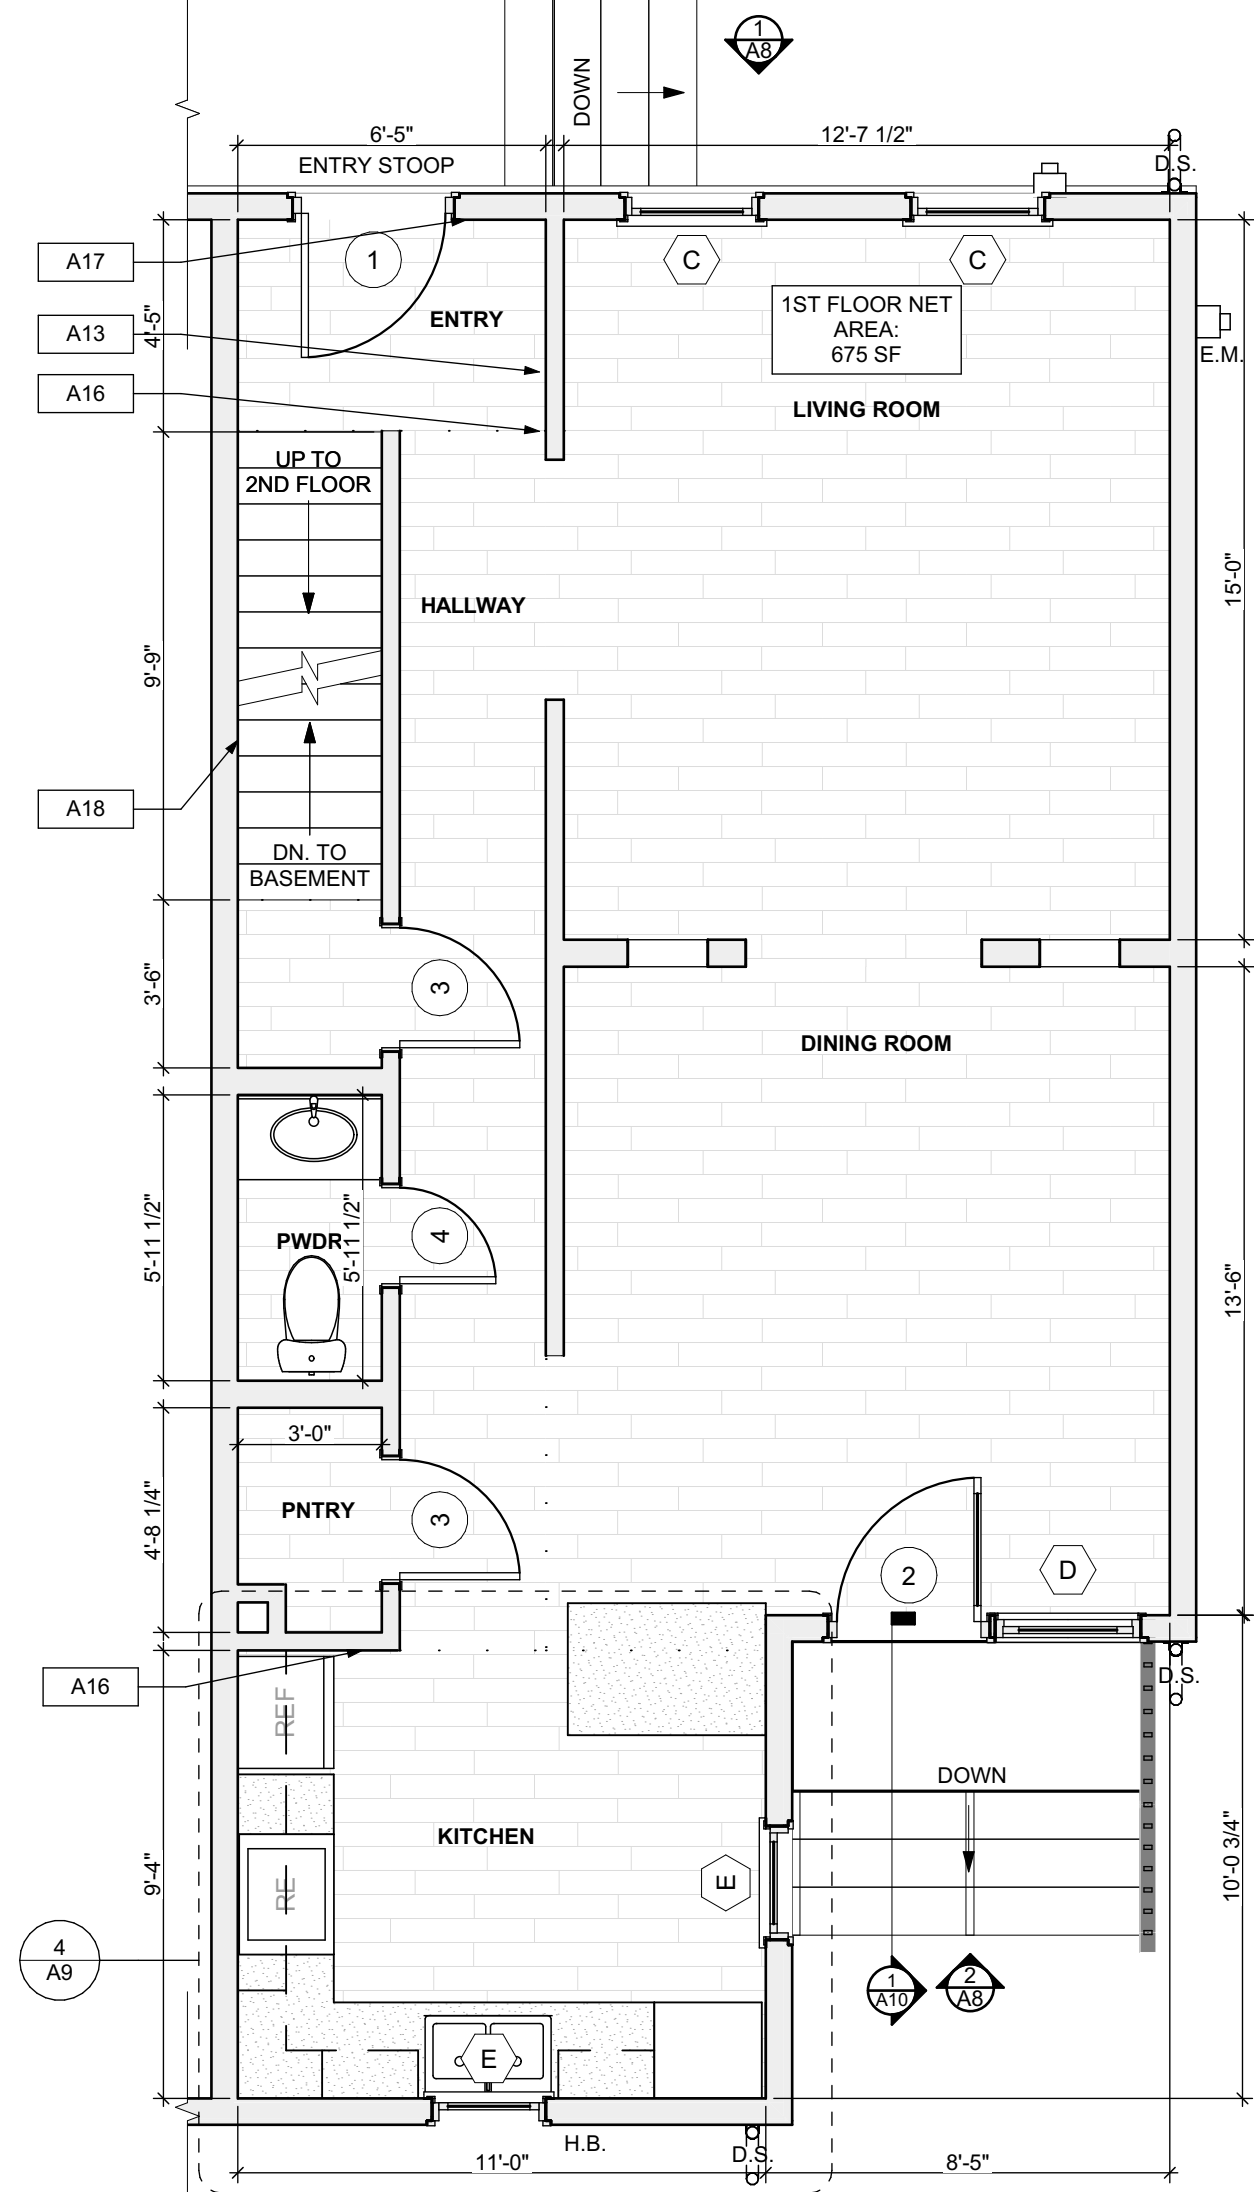 1
A8
DOWN
6'-5"
12'-7 1/2"
ENTRY STOOP
D.S.
A17
1
C
C
ENTRY
1ST FLOOR NET
AREA:
675 SF
4'-5"
A13
E.M.
A16
LIVING ROOM
UP TO
2ND FLOOR
15'-0"
HALLWAY
9'-9"
A18
DN. TO
BASEMENT
3'-6"
3
DINING ROOM
5'-11 1/2"
PWDR
5'-11 1/2"
4
13'-6"
3'-0"
4'-8 1/4"
PNTRY
3
2
D
A16
REF
D.S.
DOWN
KITCHEN
9'-4"
RE
E
10'-0 3/4"
4
A9
1
A10
2
A8
E
H.B.
D.S.
11'-0"
8'-5"